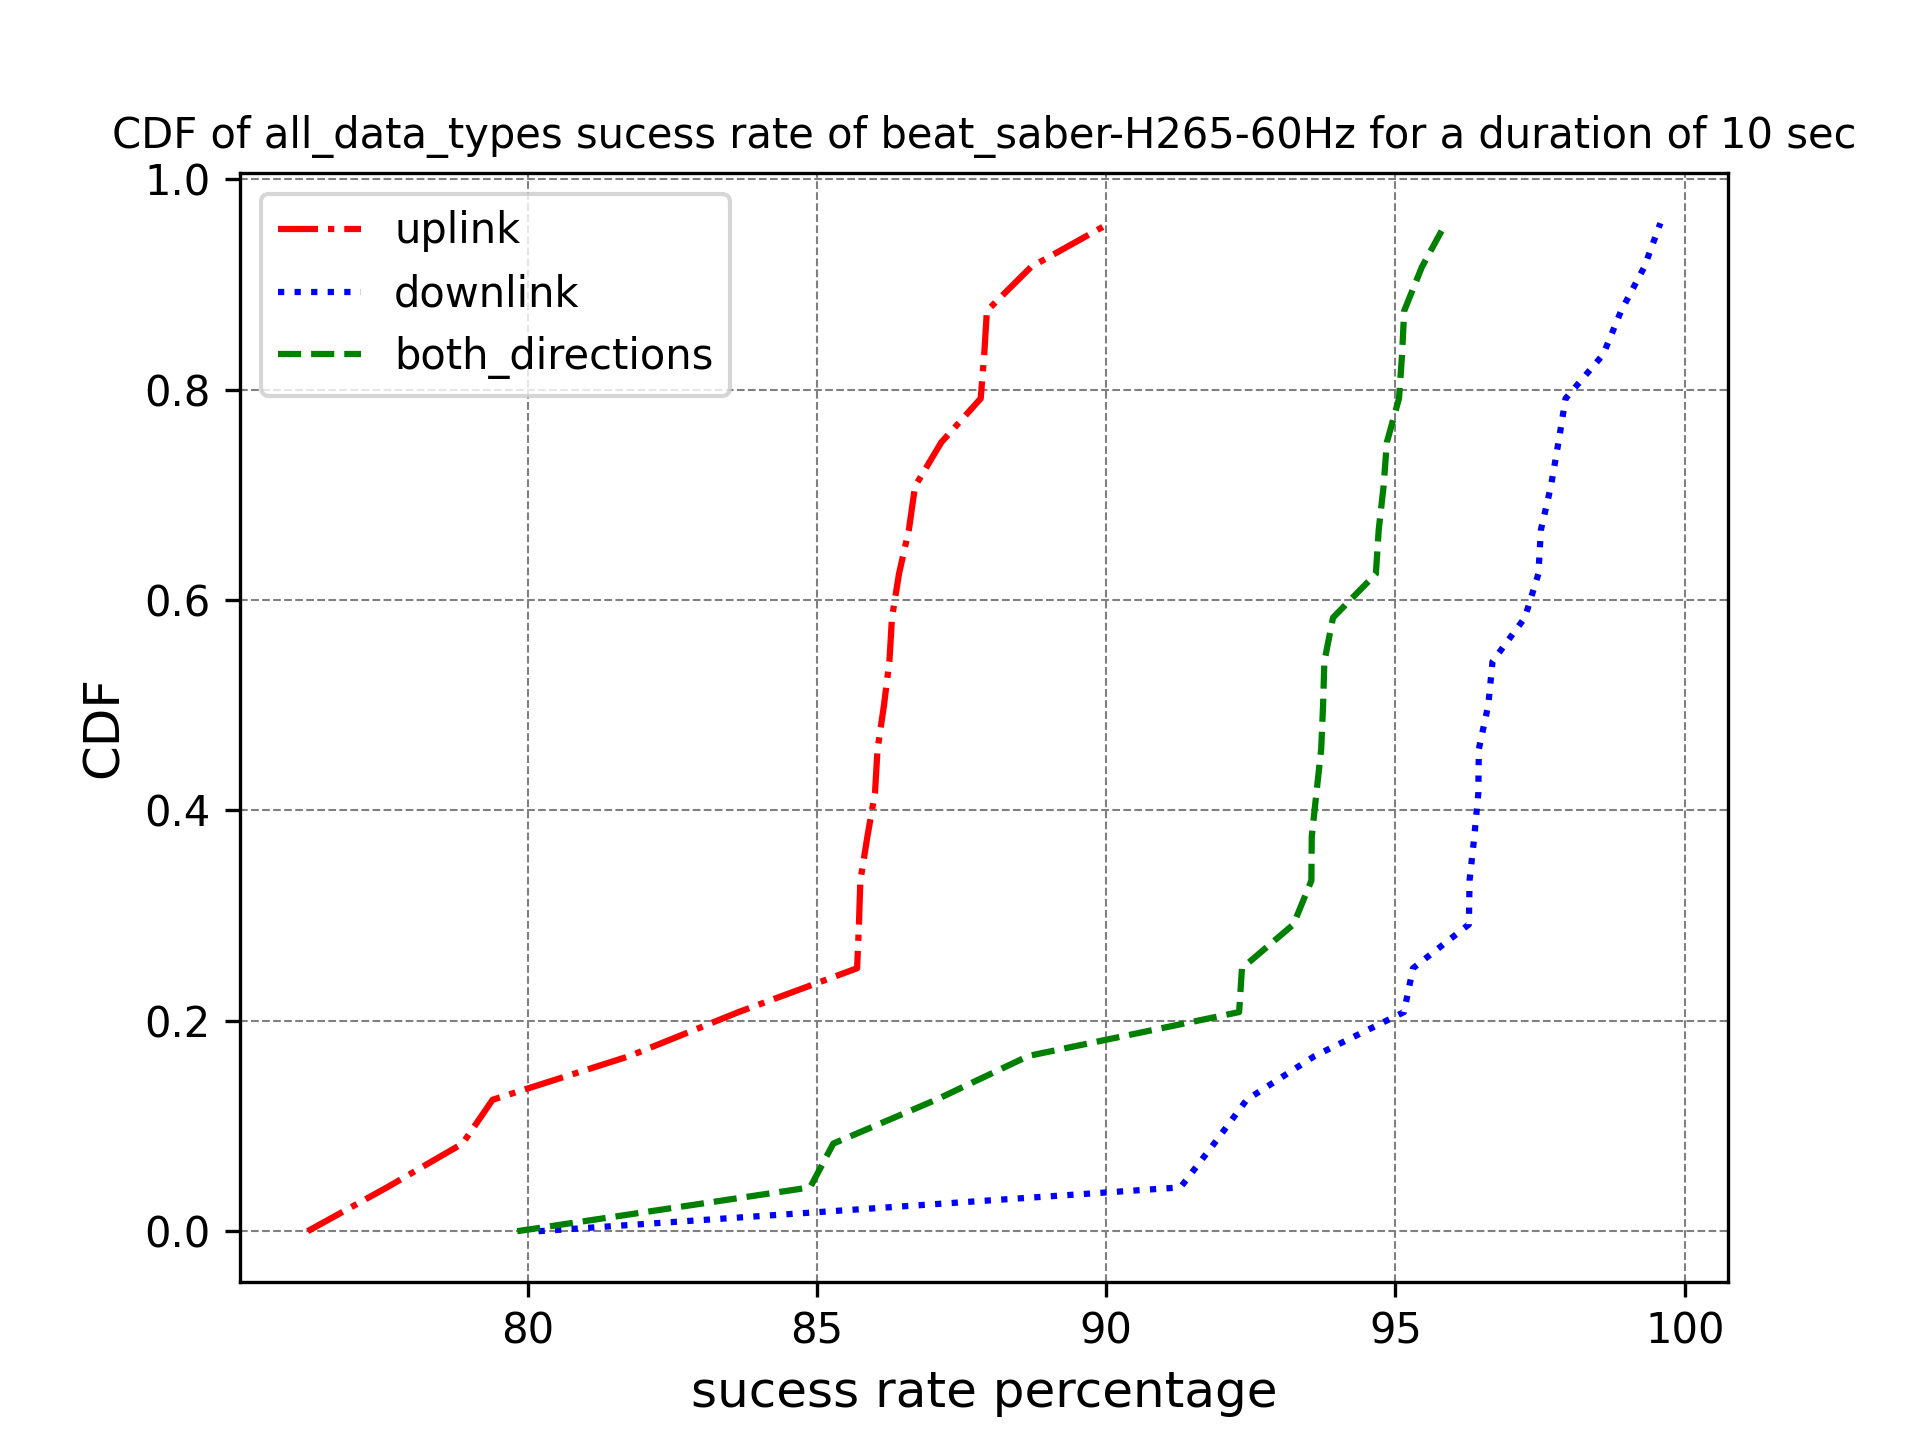 CDF of all_data_types sucess rate of beat_saber-H265-60Hz for a duration of 10 sec
1.0
0.8
0.6
0.4
0.2
0.0
CDF
uplink
downlink
both_directions
80 85 90 95 100
sucess rate percentage